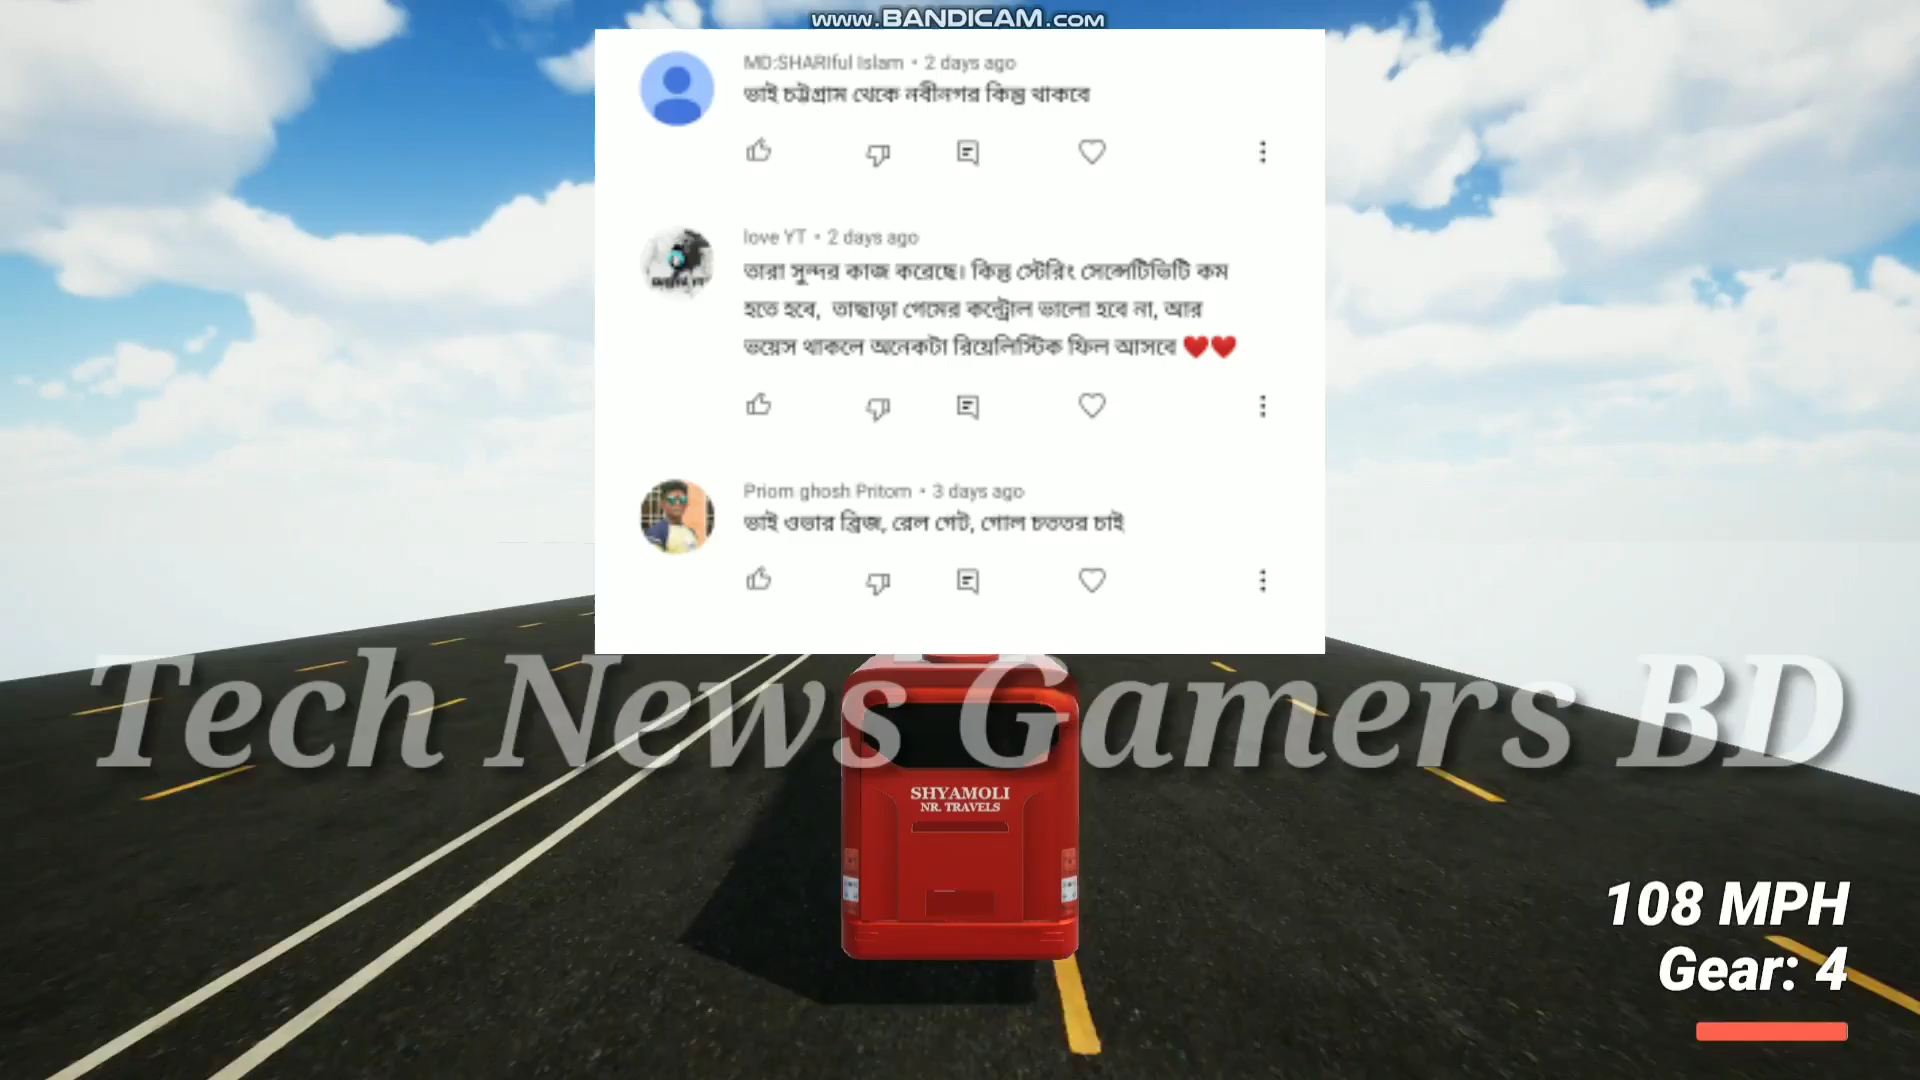 www.BANDICAM.com
MD:SHARIful Islam • 2 days ago
ভাই চট্টগ্রাম থেকে নবীনগর কিন্তু থাকবে
love YT • 2 days ago
তারা সুন্দর কাজ করেছে। কিন্তু স্টেরিং সেন্সেটিভিটি কম
হতে হবে, তাছাড়া গেমের কন্ট্রোল ভালো হবে না, আর
ভয়েস থাকলে অনেকটা রিয়েলিস্টিক ফিল আসবে ❤️❤️
Priom ghosh Pritom • 3 days ago
ভাই ওভার ব্রিজ, রেল গেট, গোল চততর চাই
Tech News Gamers BD
SHYAMOLI
NR. TRAVELS
108 MPH
Gear: 4